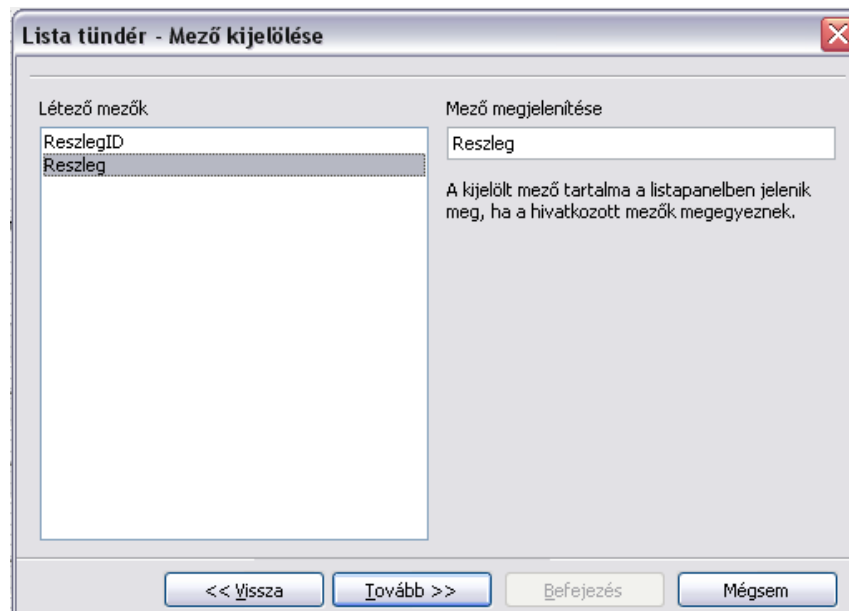 Lista tündér - Mező kijelölése
Létező mezők
ReszlegID
Reszleg
Mező megjelenítése
Reszleg
A kijelölt mező tartalma a listapanelben jelenik
meg, ha a hivatkozott mezők megegyeznek.
<< Vissza
Tovább >>
Befejezés
Mégsem